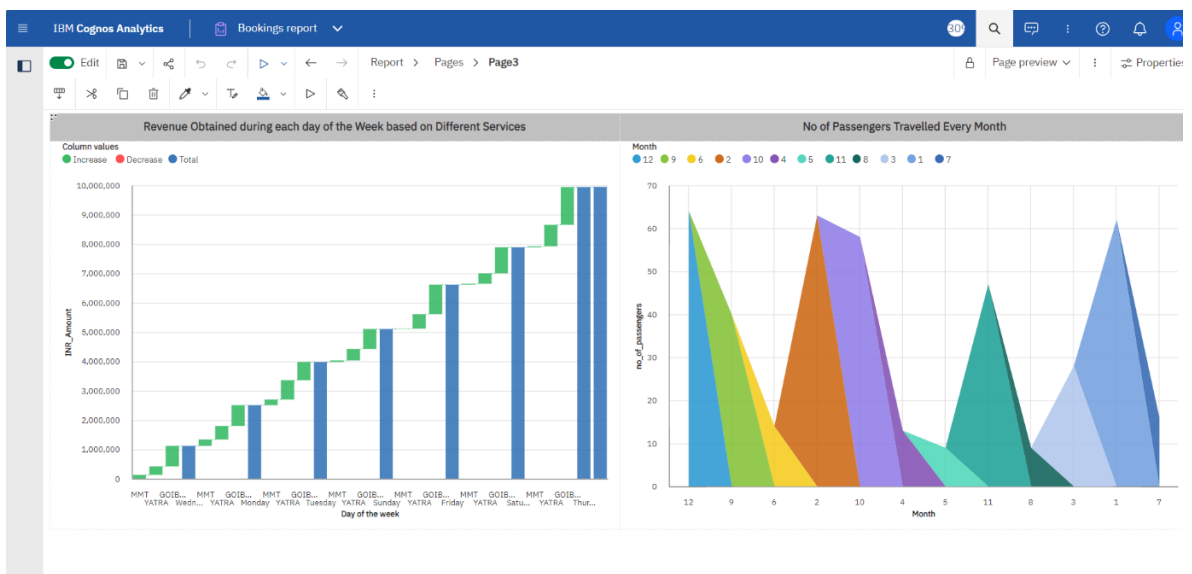 IBM Cognos Analytics
Bookings report
309
Edit
Report > Pages > Page3
Page preview
Properties
Revenue Obtained during each day of the Week based on Different Services
Column values
Increase Decrease Total
10,000,000
9,000,000
8,000,000
7,000,000
6,000,000
5,000,000
4,000,000
3,000,000
2,000,000
1,000,000
0
INR_Amount
MMT GOIB... MMT GOIB... MMT GOIB... MMT GOIB... MMT GOIB... MMT GOIB... MMT GOIB...
YATRA Wedn... YATRA Monday YATRA Tuesday YATRA Sunday YATRA Friday YATRA Satu... YATRA Thur...
Day of the week
No of Passengers Travelled Every Month
Month
12 9 6 2 10 4 5 11 8 3 1 7
70
60
50
40
30
20
10
0
no_of_passengers
12 9 6 2 10 4 5 11 8 3 1 7
Month